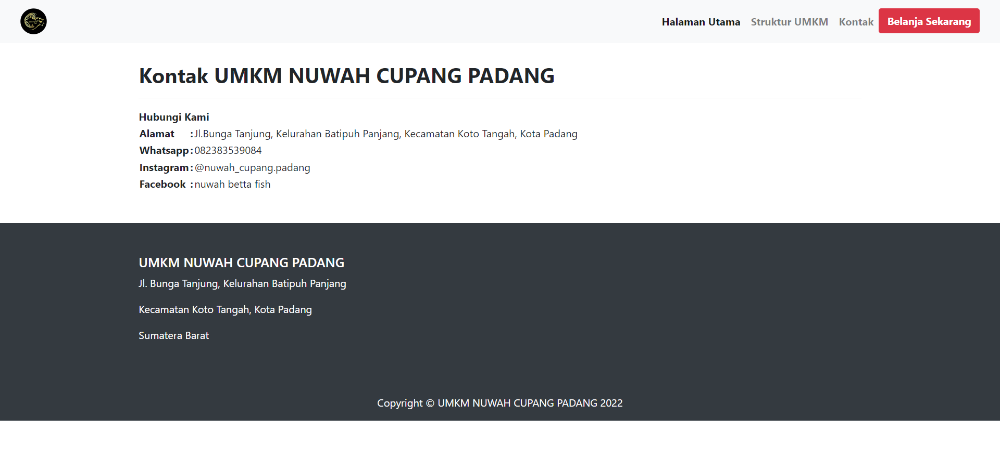 Halaman Utama Struktur UMKM Kontak Belanja Sekarang
Kontak UMKM NUWAH CUPANG PADANG
Hubungi Kami
Alamat :Jl.Bunga Tanjung, Kelurahan Batipuh Panjang, Kecamatan Koto Tangah, Kota Padang
Whatsapp:082383539084
Instagram:@nuwah_cupang.padang
Facebook :nuwah betta fish
UMKM NUWAH CUPANG PADANG
Jl. Bunga Tanjung, Kelurahan Batipuh Panjang
Kecamatan Koto Tangah, Kota Padang
Sumatera Barat
Copyright © UMKM NUWAH CUPANG PADANG 2022